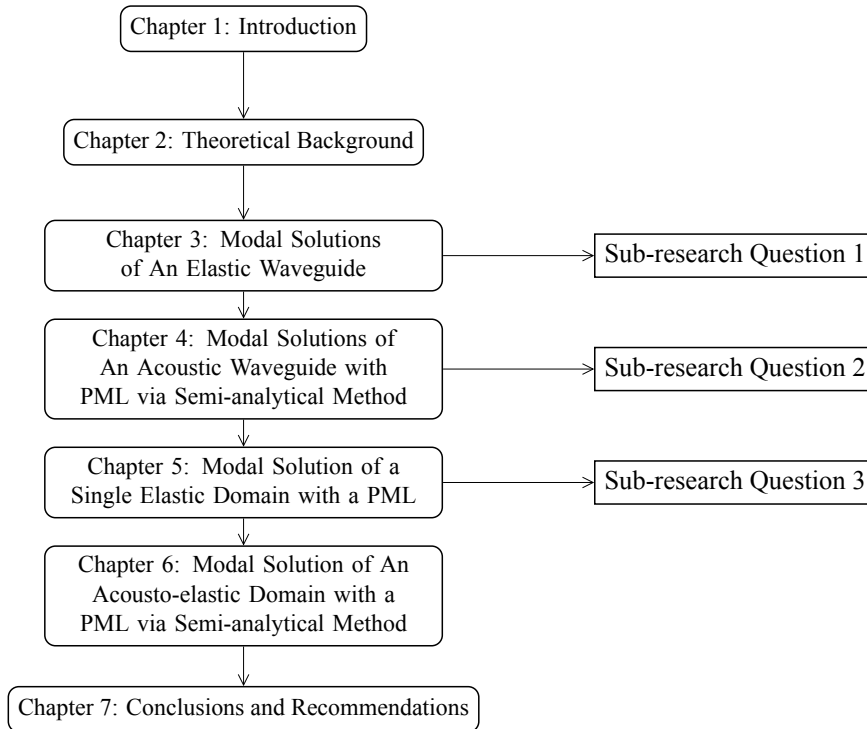 Chapter 1: Introduction
Chapter 2: Theoretical Background
Chapter 3: Modal Solutions
of An Elastic Waveguide
Sub-research Question 1
Chapter 4: Modal Solutions of
An Acoustic Waveguide with
PML via Semi-analytical Method
Sub-research Question 2
Chapter 5: Modal Solution of a
Single Elastic Domain with a PML
Sub-research Question 3
Chapter 6: Modal Solution of An
Acousto-elastic Domain with a
PML via Semi-analytical Method
Chapter 7: Conclusions and Recommendations